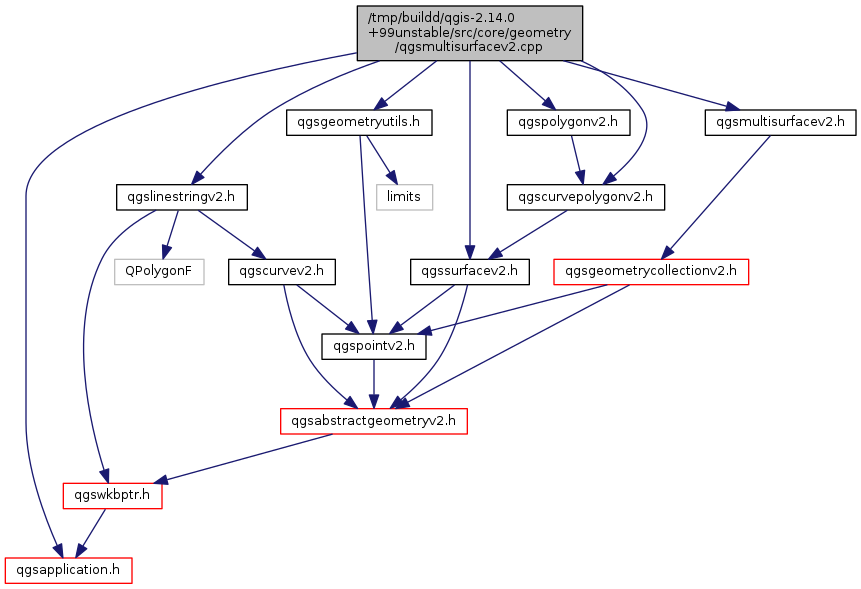 /tmp/buildd/qgis-2.14.0
+99unstable/src/core/geometry
/qgsmultisurfacev2.cpp
qgsgeometryutils.h
qgspolygonv2.h
qgsmultisurfacev2.h
qgslinestringv2.h
limits
qgscurvepolygonv2.h
QPolygonF
qgscurvev2.h
qgssurfacev2.h
qgsgeometrycollectionv2.h
qgspointv2.h
qgsabstractgeometryv2.h
qgswkbptr.h
qgsapplication.h